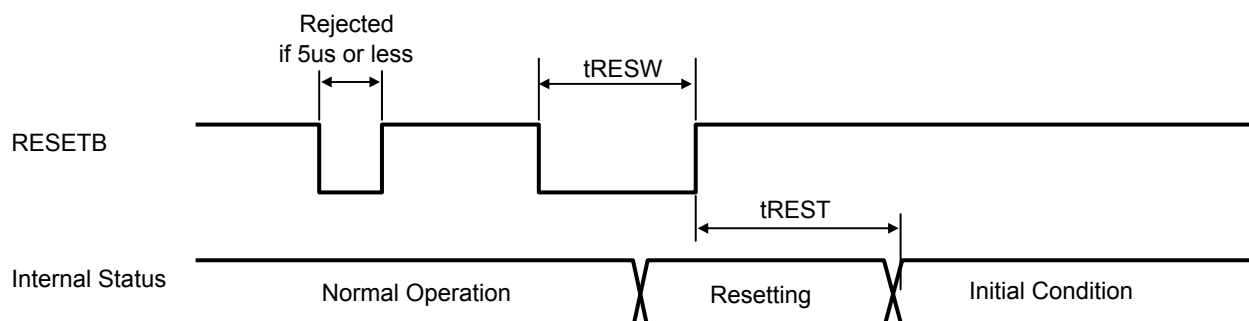 Rejected
if 5us or less
tRESW
RESETB
tREST
Internal Status
Normal Operation
Resetting
Initial Condition